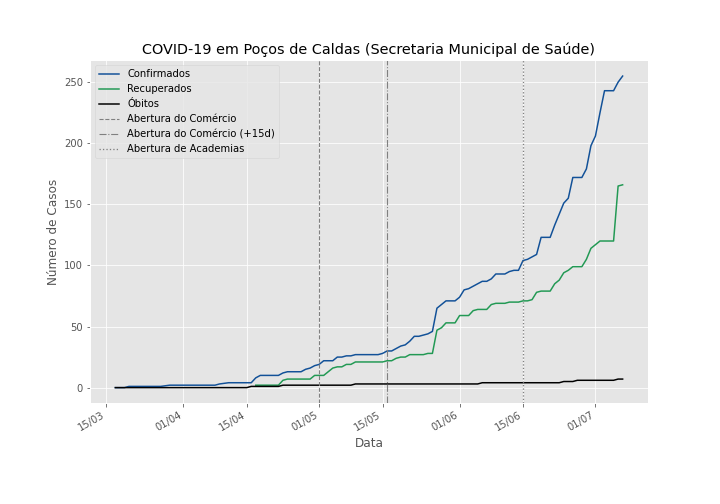 COVID-19 em Poços de Caldas (Secretaria Municipal de Saúde)
Confirmados
Recuperados
Óbitos
Abertura do Comércio
Abertura do Comércio (+15d)
Abertura de Academias
Número de Casos
250
200
150
100
50
0
15/03
01/04
15/04
01/05
15/05
01/06
15/06
01/07
Data